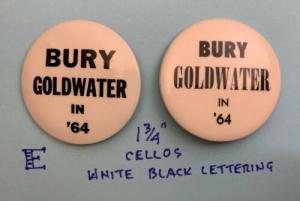 BURY
GOLDWATER
IN
'64
BURY
GOLDWATER
IN
'64
E
1 3/4"
CELLOS
WHITE BLACK LETTERING